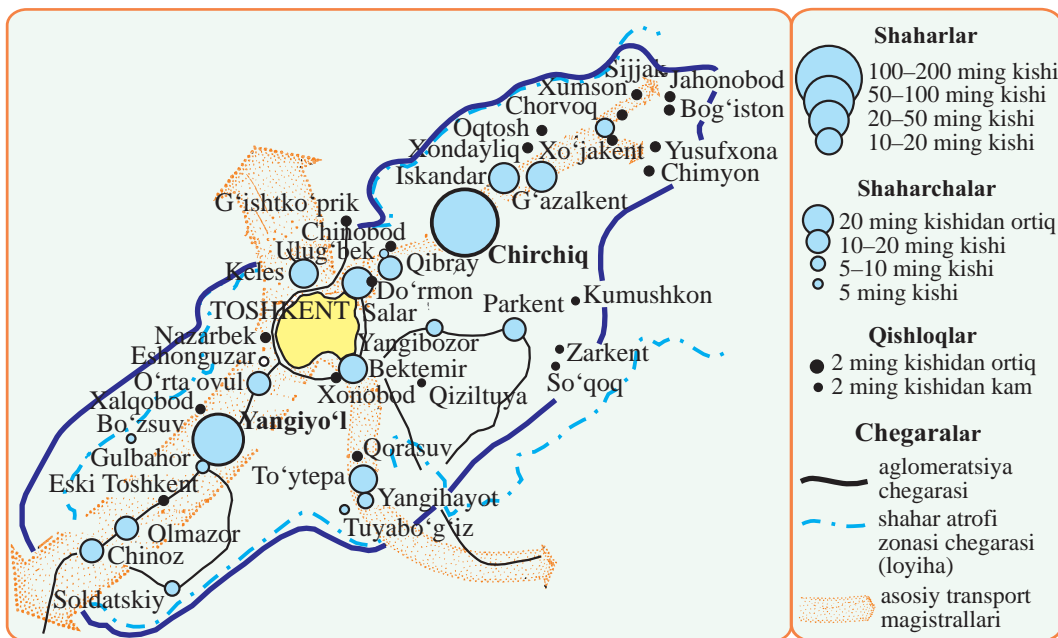 Sijjak
Xumson
Jahonobod
Chorvoq
Bog‘iston
Oqtosh
Xondayliq
Xo‘jakent
Yusufxona
Iskandar
Chimyon
G‘azalkent
G‘ishtko‘prik
Chinobod
Ulug‘bek
Chirchiq
Keles
Qibray
Do‘rmon
Parkent
Kumushkon
TOSHKENT
Salar
Nazarbek
Yangibozor
Eshonguzar
Zarkent
O‘rta ovul
Bektemir
So‘qoq
Xonobod
Qiziltuya
Xalqobod
Yangiyo‘l
Bo‘zsuv
Qorasuv
Gulbahor
To‘ytepa
Eski Toshkent
Yangihayot
Tuyabo‘g‘iz
Olmazor
Chinoz
Soldatskiy
Shaharlar
100–200 ming kishi
50–100 ming kishi
20–50 ming kishi
10–20 ming kishi
Shaharchalar
20 ming kishidan ortiq
10–20 ming kishi
5–10 ming kishi
5 ming kishi
Qishloqlar
2 ming kishidan ortiq
2 ming kishidan kam
Chegaralar
aglomeratsiya
chegarasi
shahar atrofi
zonasi chegarasi
(loyiha)
asosiy transport
magistrallari